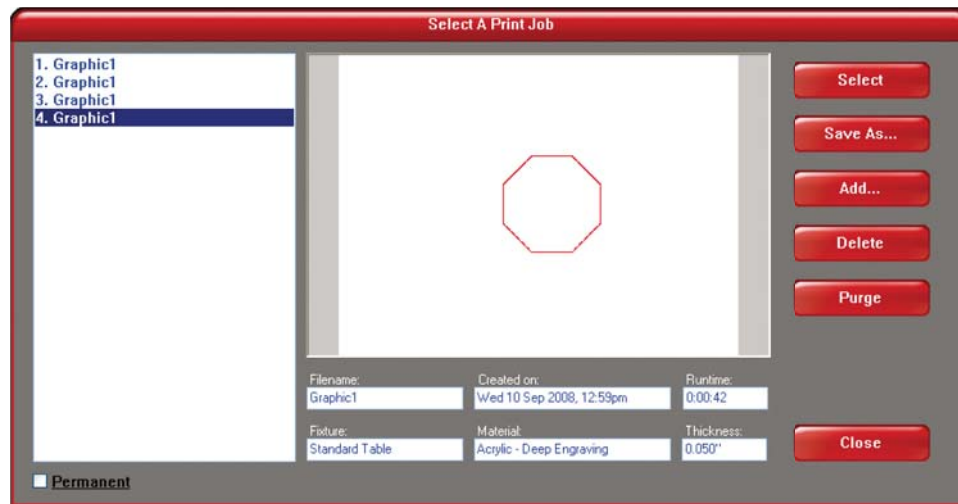 Select A Print Job
1. Graphic1
2. Graphic1
3. Graphic1
4. Graphic1
Select
Save As...
Add...
Delete
Purge
Filename:
Graphic1
Created on:
Wed 10 Sep 2008, 12:59pm
Runtime:
0:00:42
Fixture:
Standard Table
Material:
Acrylic - Deep Engraving
Thickness:
0.050"
Close
Permanent